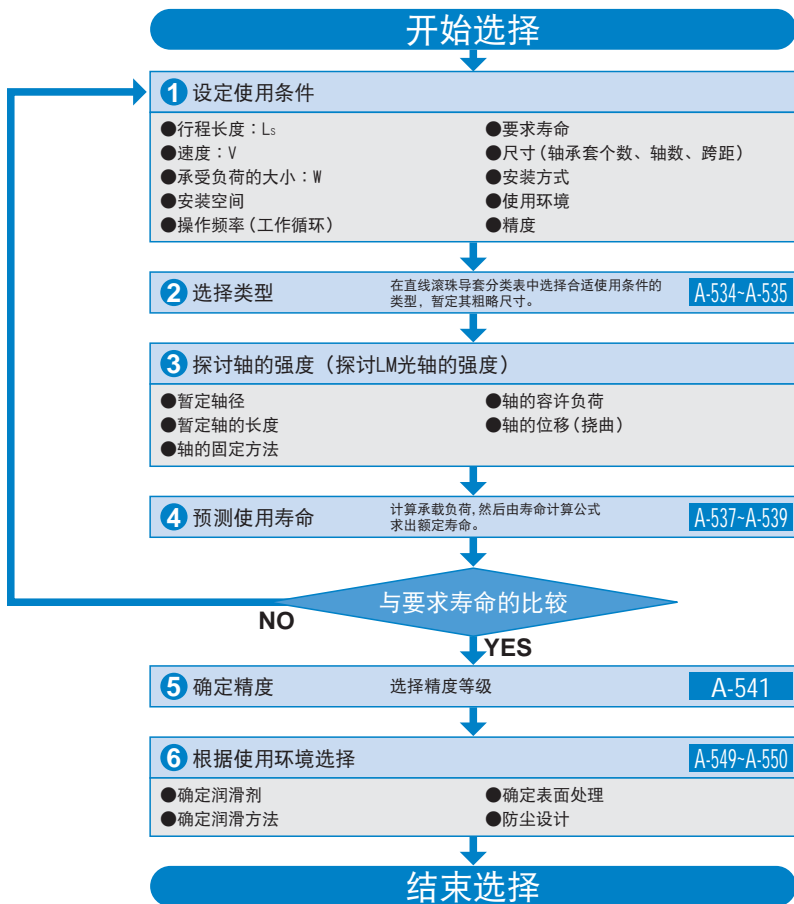 开始选择
1 设定使用条件
●行程长度：Ls
●要求寿命
●速度：V
●尺寸(轴承套个数、轴数、跨距)
●承受负荷的大小：W
●安装方式
●安装空间
●使用环境
●操作频率(工作循环)
●精度
2 选择类型
在直线滚珠导套分类表中选择合适使用条件的
类型，暂定其粗略尺寸。
A-534~A-535
3 探讨轴的强度（探讨LM光轴的强度）
●暂定轴径
●轴的容许负荷
●暂定轴的长度
●轴的位移(挠曲)
●轴的固定方法
4 预测使用寿命
计算承载负荷,然后由寿命计算公式
求出额定寿命。
A-537~A-539
与要求寿命的比较
NO
YES
5 确定精度
选择精度等级
A-541
6 根据使用环境选择
A-549~A-550
●确定润滑剂
●确定表面处理
●确定润滑方法
●防尘设计
结束选择